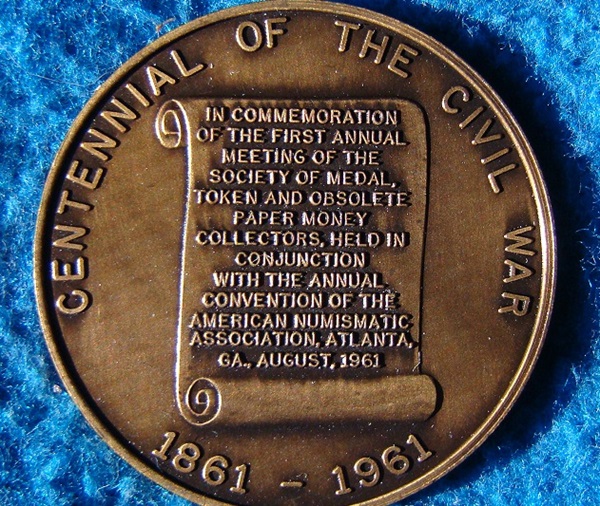 CENTENNIAL OF THE CIVIL WAR
IN COMMEMORATION
OF THE FIRST ANNUAL
MEETING OF THE
SOCIETY OF MEDAL,
TOKEN AND OBSOLETE
PAPER MONEY
COLLECTORS, HELD IN
CONJUNCTION
WITH THE ANNUAL
CONVENTION OF THE
AMERICAN NUMISMATIC
ASSOCIATION, ATLANTA,
GA., AUGUST, 1961
1861 - 1961